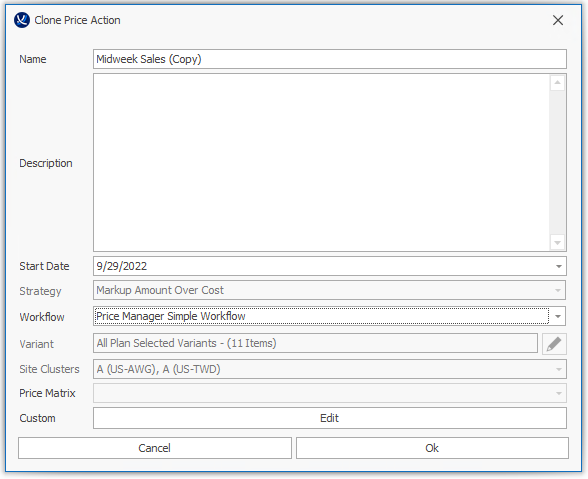 Clone Price Action
Name Midweek Sales (Copy)
Description
Start Date 9/29/2022
Strategy Markup Amount Over Cost
Workflow Price Manager Simple Workflow
Variant All Plan Selected Variants - (11 Items)
Site Clusters A (US-AWG), A (US-TWD)
Price Matrix
Custom Edit
Cancel Ok